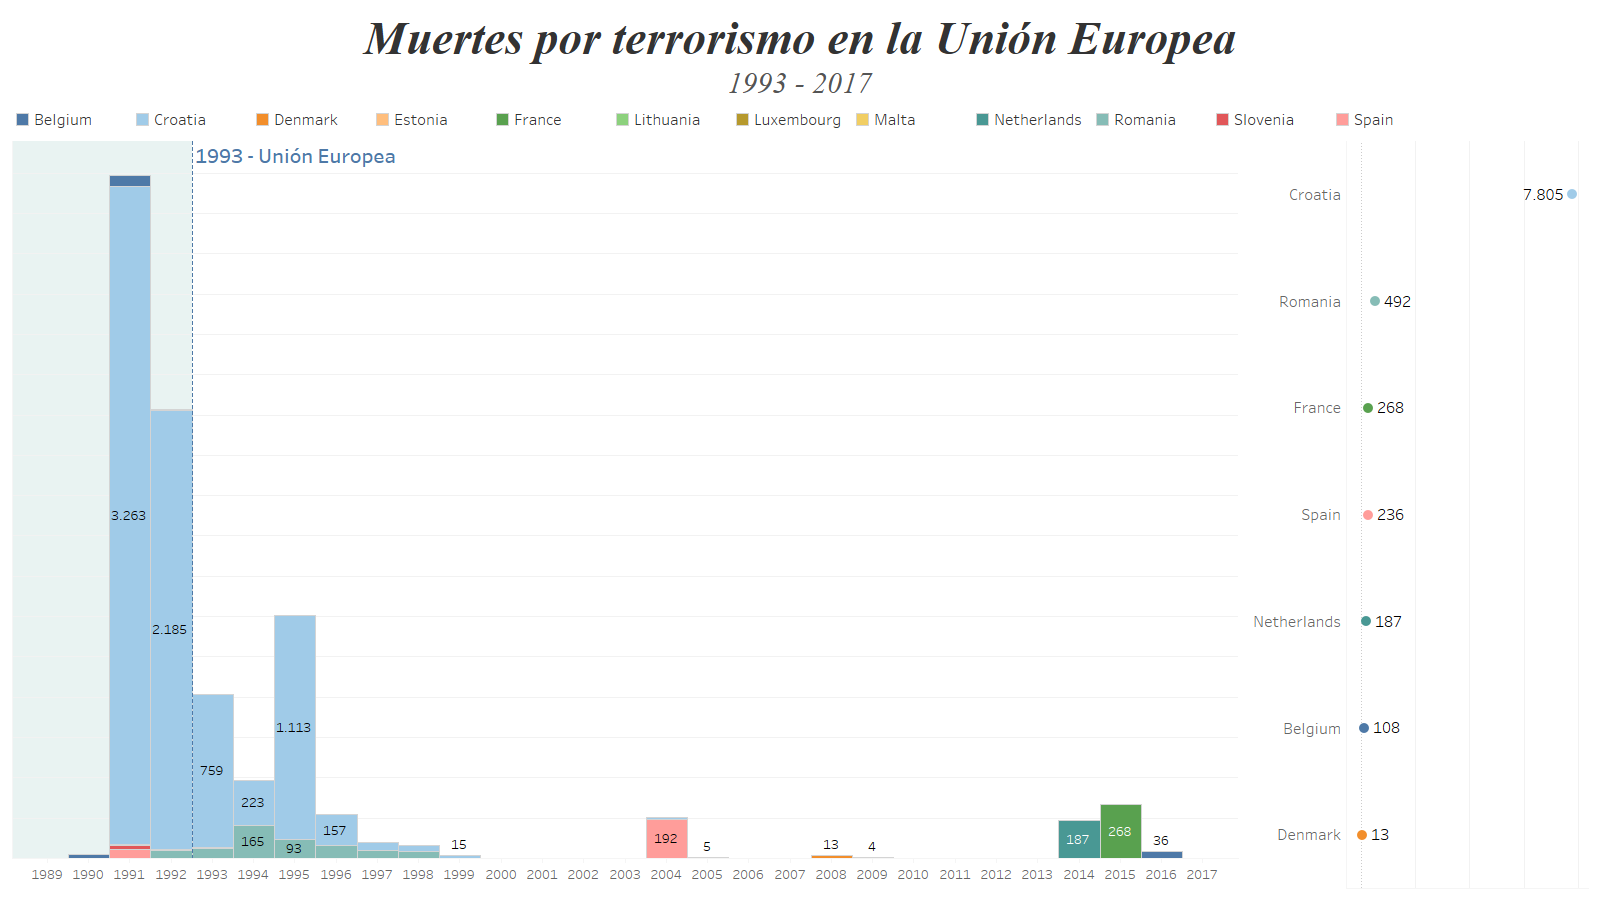 Muertes por terrorismo en la Unión Europea
1993 - 2017
Belgium Croatia Denmark Estonia France Lithuania Luxembourg Malta Netherlands Romania Slovenia Spain
1993 - Unión Europea
3.263
2.185
759
223
165
1.113
93
157
15
192
5
13
4
187
268
36
1989 1990 1991 1992 1993 1994 1995 1996 1997 1998 1999 2000 2001 2002 2003 2004 2005 2006 2007 2008 2009 2010 2011 2012 2013 2014 2015 2016 2017
Croatia 7.805
Romania 492
France 268
Spain 236
Netherlands 187
Belgium 108
Denmark 13